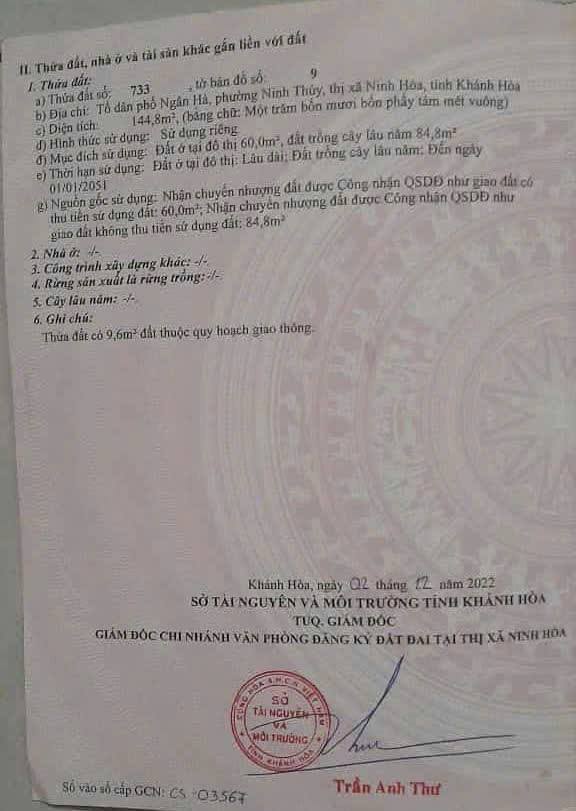 II. Thửa đất, nhà ở và tài sản khác gắn liền với đất
1. Thửa đất:
a) Thửa đất số: 733 , tờ bản đồ số: 9
b) Địa chỉ: Tổ dân phố Ngân Hà, phường Ninh Thủy, thị xã Ninh Hòa, tỉnh Khánh Hòa
c) Diện tích: 144,8m², (bằng chữ: Một trăm bốn mươi bốn phẩy tám mét vuông)
d) Hình thức sử dụng: Sử dụng riêng
đ) Mục đích sử dụng: Đất ở tại đô thị 60,0m², đất trồng cây lâu năm 84,8m²
e) Thời hạn sử dụng: Đất ở tại đô thị: Lâu dài; Đất trồng cây lâu năm: Đến ngày
01/01/2051
g) Nguồn gốc sử dụng: Nhận chuyển nhượng đất được Công nhận QSDĐ như giao đất có
thu tiền sử dụng đất: 60,0m²; Nhận chuyển nhượng đất được Công nhận QSDĐ như
giao đất không thu tiền sử dụng đất: 84,8m²
2. Nhà ở: -/-
3. Công trình xây dựng khác: -/-
4. Rừng sản xuất là rừng trồng: -/-
5. Cây lâu năm: -/-
6. Ghi chú:
Thửa đất có 9,6m² đất thuộc quy hoạch giao thông.
Khánh Hòa, ngày 02 tháng 12 năm 2022
SỞ TÀI NGUYÊN VÀ MÔI TRƯỜNG TỈNH KHÁNH HÒA
TUQ. GIÁM ĐỐC
GIÁM ĐỐC CHI NHÁNH VĂN PHÒNG ĐĂNG KÝ ĐẤT ĐAI TẠI THỊ XÃ NINH HÒA
CỘNG HÒA X.H.C.N VIỆT NAM
SỞ
TÀI NGUYÊN
VÀ
MÔI TRƯỜNG
TỈNH KHÁNH HÒA
Trần Anh Thư
Số vào sổ cấp GCN: CS 03567